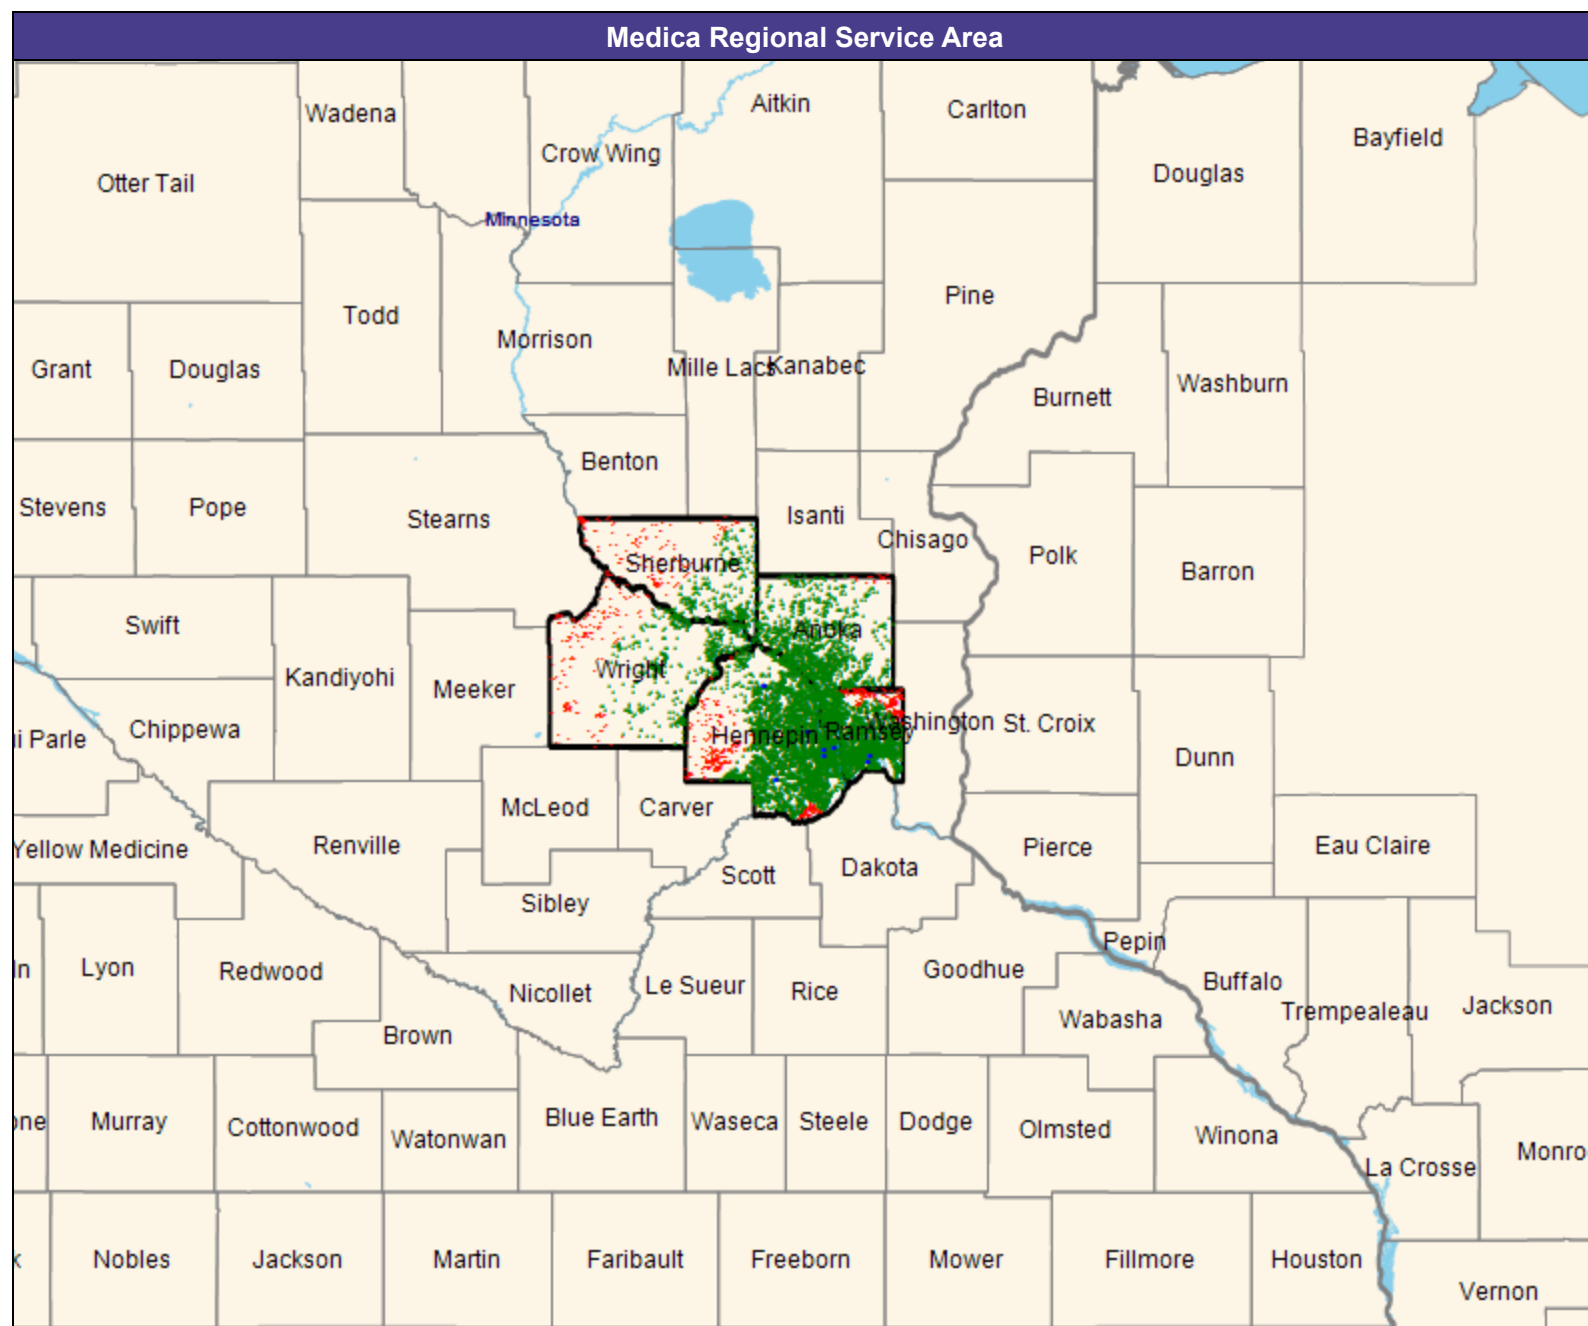 Medica Regional Service Area
Aitkin
Carlton
Wadena
Bayfield
Crow Wing
Douglas
Otter Tail
Minnesota
Pine
Todd
Morrison
Mille Lacs
Kanabec
Grant
Douglas
Washburn
Burnett
Benton
Stevens
Pope
Stearns
Isanti
Chisago
Polk
Barron
Sherburne
Swift
Anoka
Wright
Kandiyohi
Meeker
Washington
St. Croix
Chippewa
Hennepin
Ramsey
ui Parle
Dunn
McLeod
Carver
Renville
Yellow Medicine
Pierce
Eau Claire
Scott
Dakota
Sibley
Pepin
Lyon
Redwood
Goodhue
Buffalo
ln
Nicollet
Le Sueur
Rice
Trempealeau
Jackson
Wabasha
Brown
one
Murray
Cottonwood
Watonwan
Blue Earth
Waseca
Steele
Dodge
Olmsted
Winona
Monro
La Crosse
x
Nobles
Jackson
Martin
Faribault
Freeborn
Mower
Fillmore
Houston
Vernon